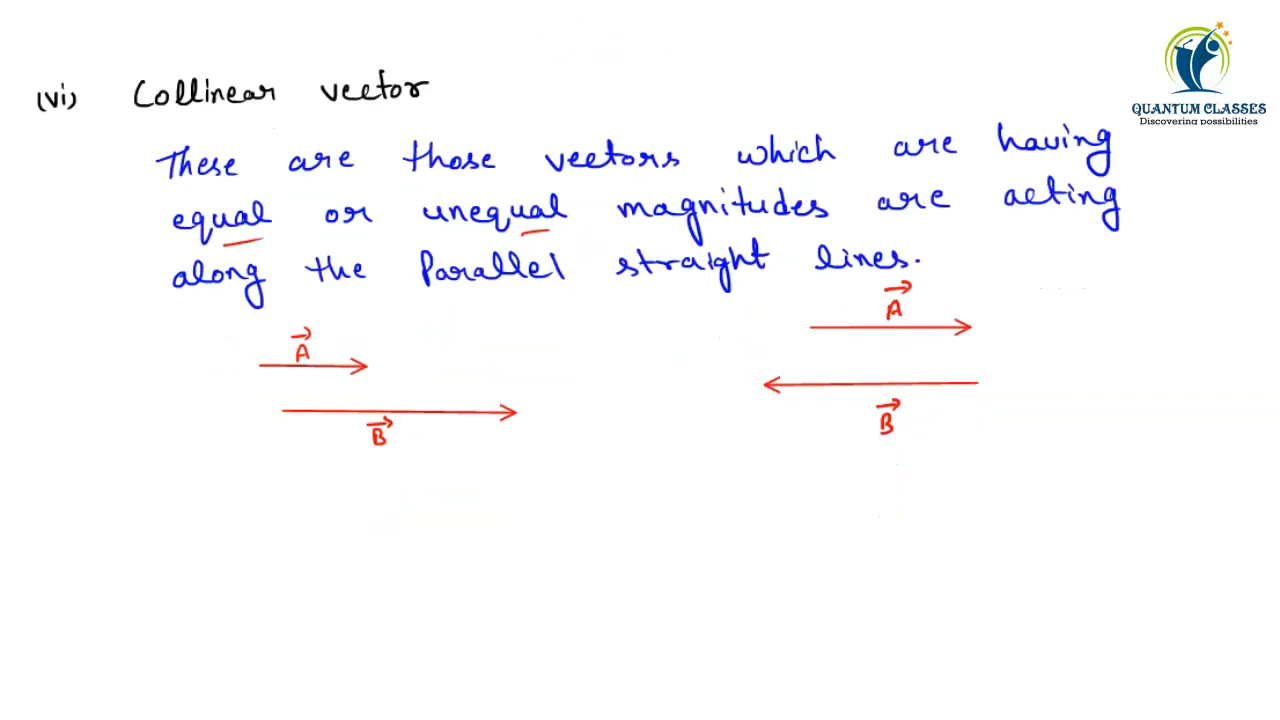 QUANTUM CLASSES
Discovering possibilities
(vi) Collinear vector
These are those vectors which are having
equal or unequal magnitudes are acting
along the Parallel straight lines.
A⃗
A⃗
B⃗
B⃗